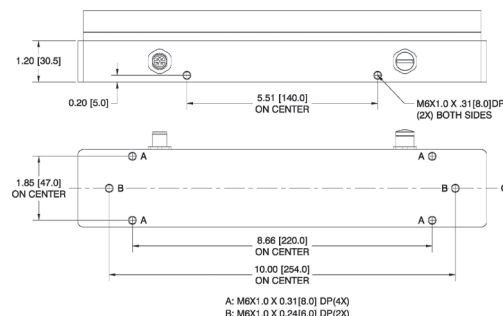 1.20 [30.5]
0.20 [5.0]
5.51 [140.0]
ON CENTER
M6X1.0 X .31[8.0]DP
(2X) BOTH SIDES
A
A
1.85 [47.0]
ON CENTER
B
B
A
A
8.66 [220.0]
ON CENTER
10.00 [254.0]
ON CENTER
A: M6X1.0 X 0.31[8.0] DP(4X)
B: M6X1.0 X 0.24[6.0] DP(2X)